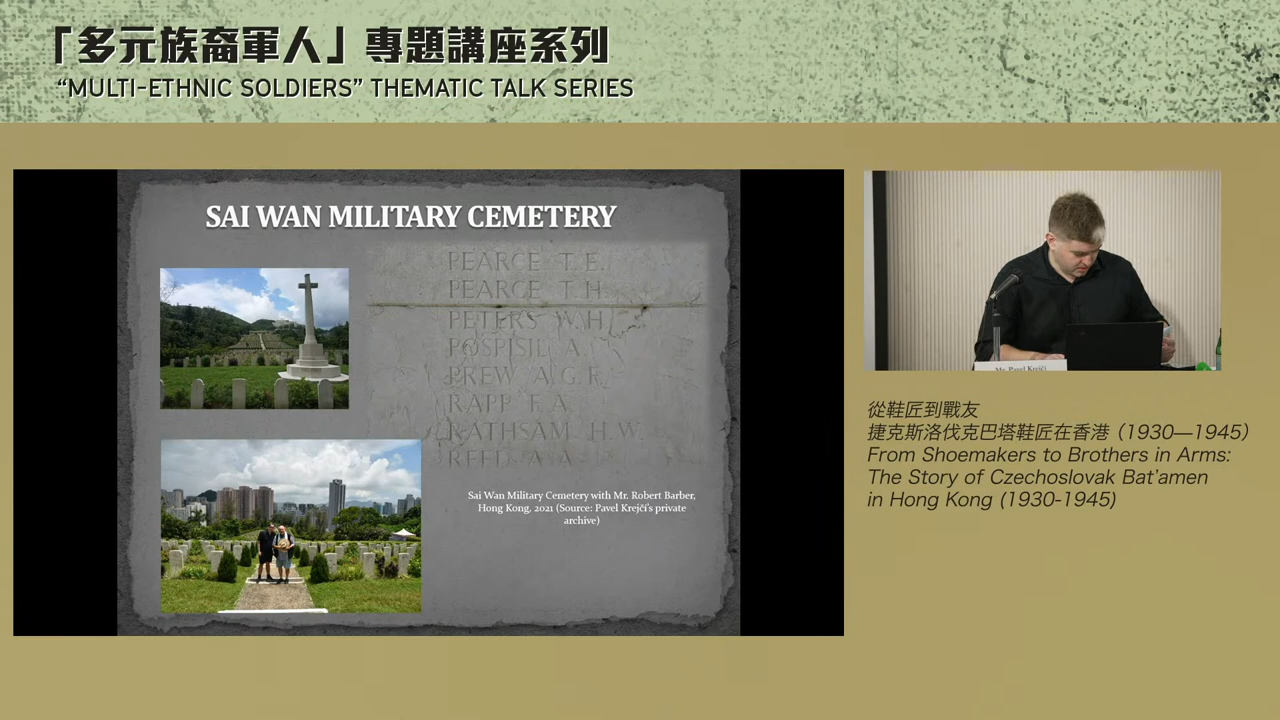 「多元族裔軍人」專題講座系列
“MULTI-ETHNIC SOLDIERS” THEMATIC TALK SERIES
SAI WAN MILITARY CEMETERY
PEARCE T. E.
PEARCE T. H.
PETERS W. H.
POSPISIL A.
PREW A. G. R.
RAPP F. A.
RATHSAM H. W.
REED A. A.
Sai Wan Military Cemetery with Mr. Robert Barber,
Hong Kong, 2021 (Source: Pavel Krejčí's private
archive)
Mr. Pavel Krejčí
從鞋匠到戰友
捷克斯洛伐克巴塔鞋匠在香港（1930—1945）
From Shoemakers to Brothers in Arms:
The Story of Czechoslovak Bat'amen
in Hong Kong (1930-1945)